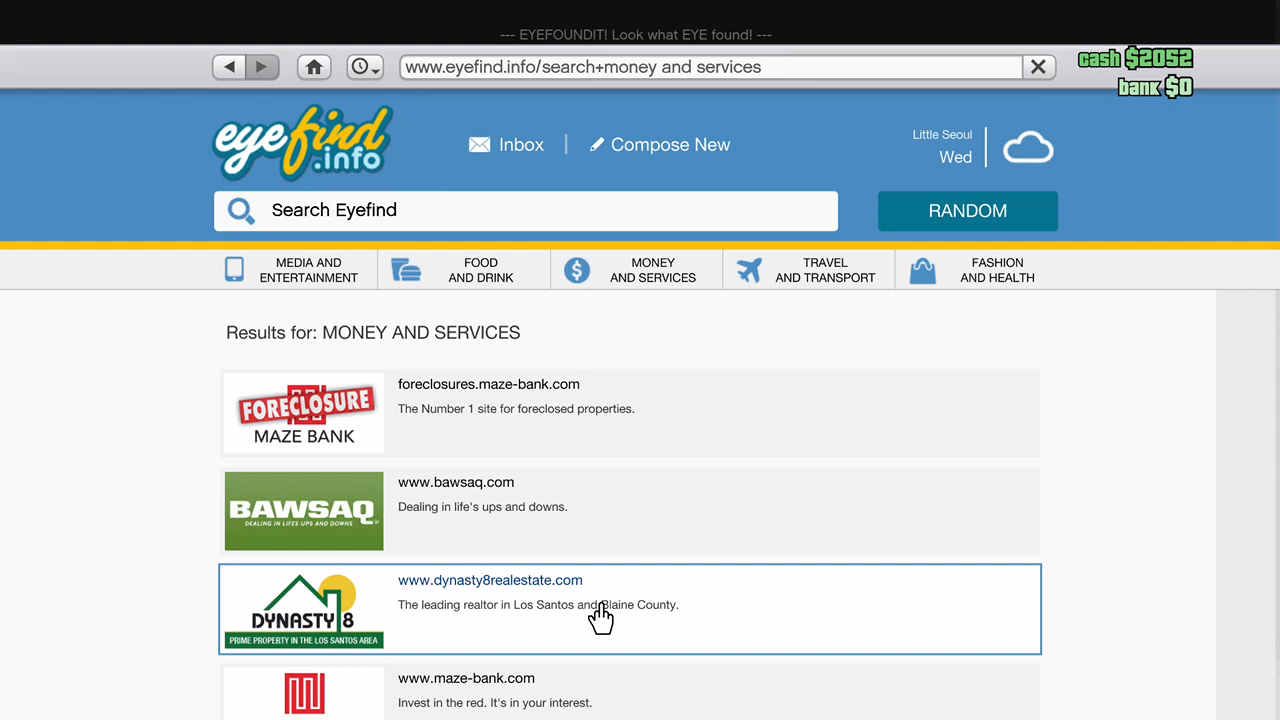 --- EYEFOUNDIT! Look what EYE found! ---
www.eyefind.info/search+money and services
cash $2052
bank $0
eyefind.info
Inbox
Compose New
Little Seoul
Wed
Search Eyefind
RANDOM
MEDIA AND
ENTERTAINMENT
FOOD
AND DRINK
MONEY
AND SERVICES
TRAVEL
AND TRANSPORT
FASHION
AND HEALTH
Results for: MONEY AND SERVICES
FORECLOSURE
MAZE BANK
foreclosures.maze-bank.com
The Number 1 site for foreclosed properties.
BAWSAQ
DEALING IN LIFE'S UPS AND DOWNS
www.bawsaq.com
Dealing in life's ups and downs.
DYNASTY 8
PRIME PROPERTY IN THE LOS SANTOS AREA
www.dynasty8realestate.com
The leading realtor in Los Santos and Blaine County.
www.maze-bank.com
Invest in the red. It's in your interest.